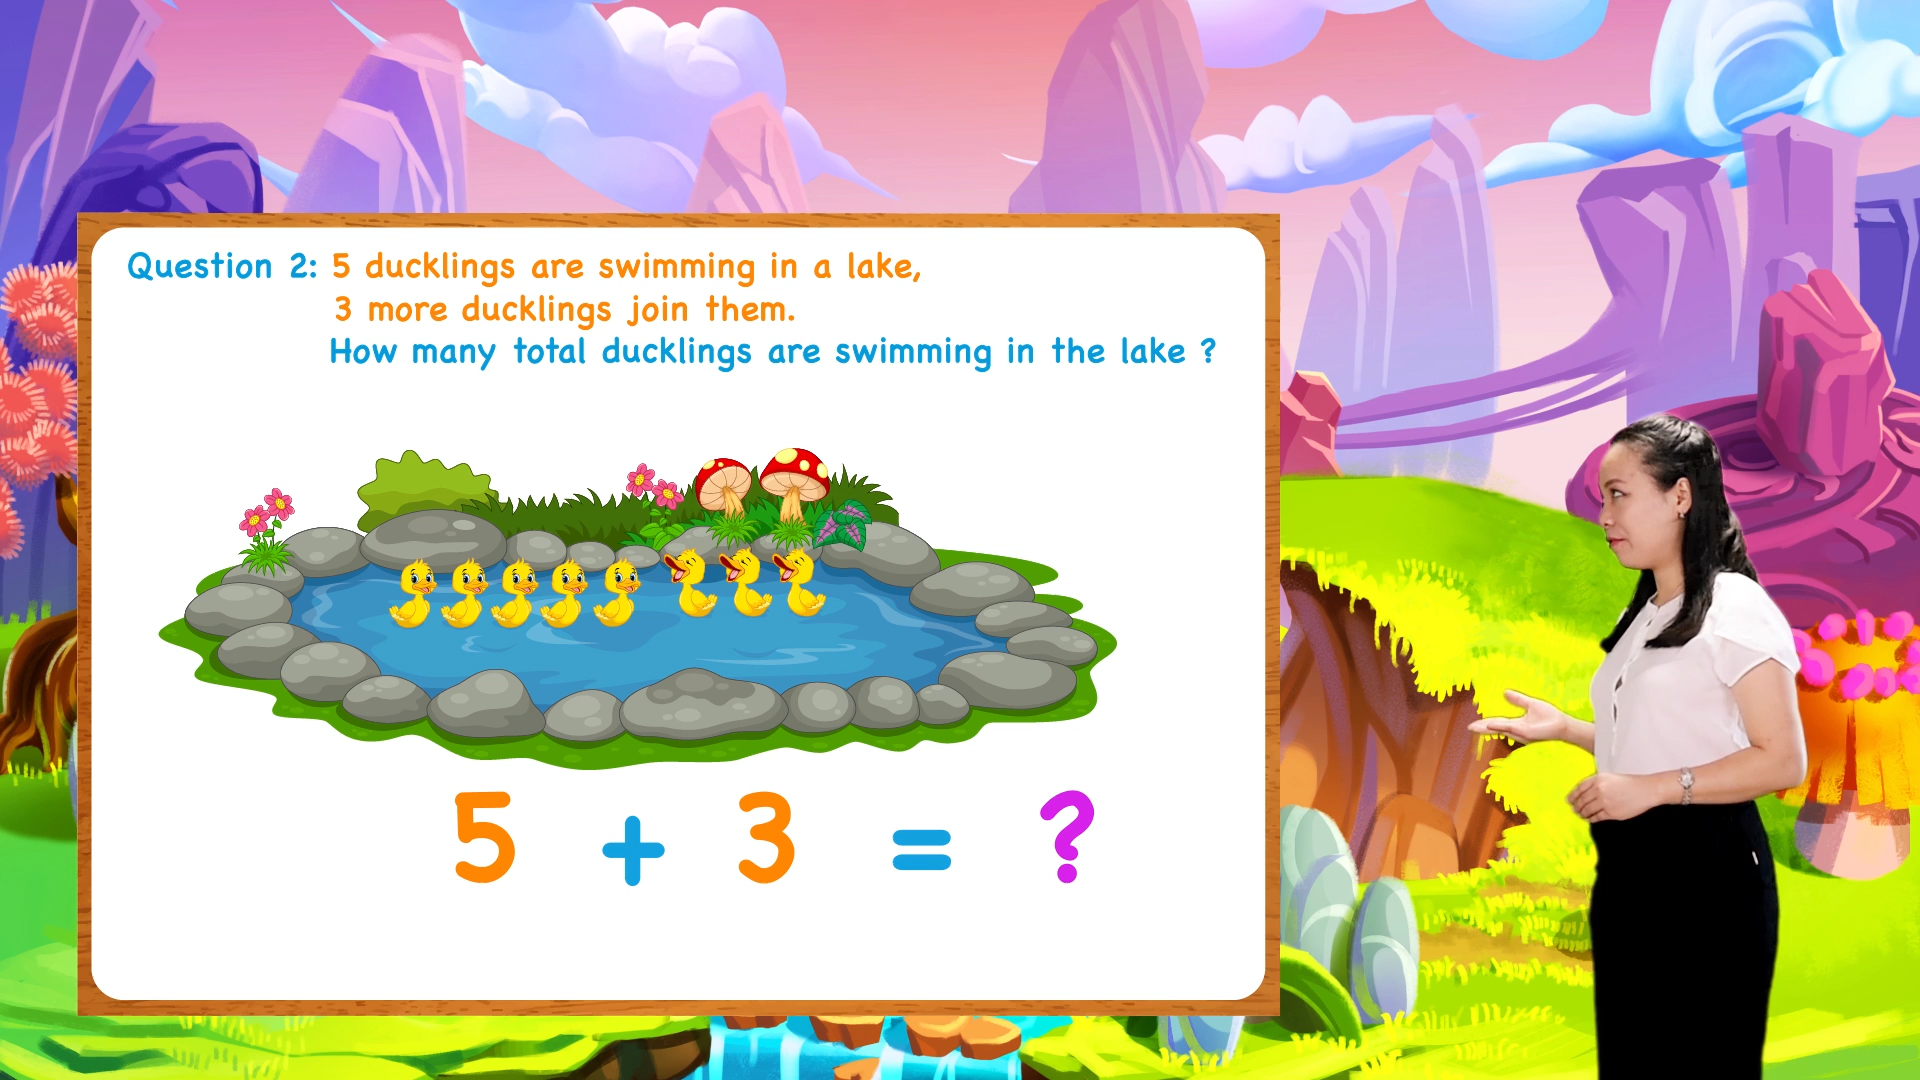 Question 2: 5 ducklings are swimming in a lake,
3 more ducklings join them.
How many total ducklings are swimming in the lake ?
5 + 3 = ?